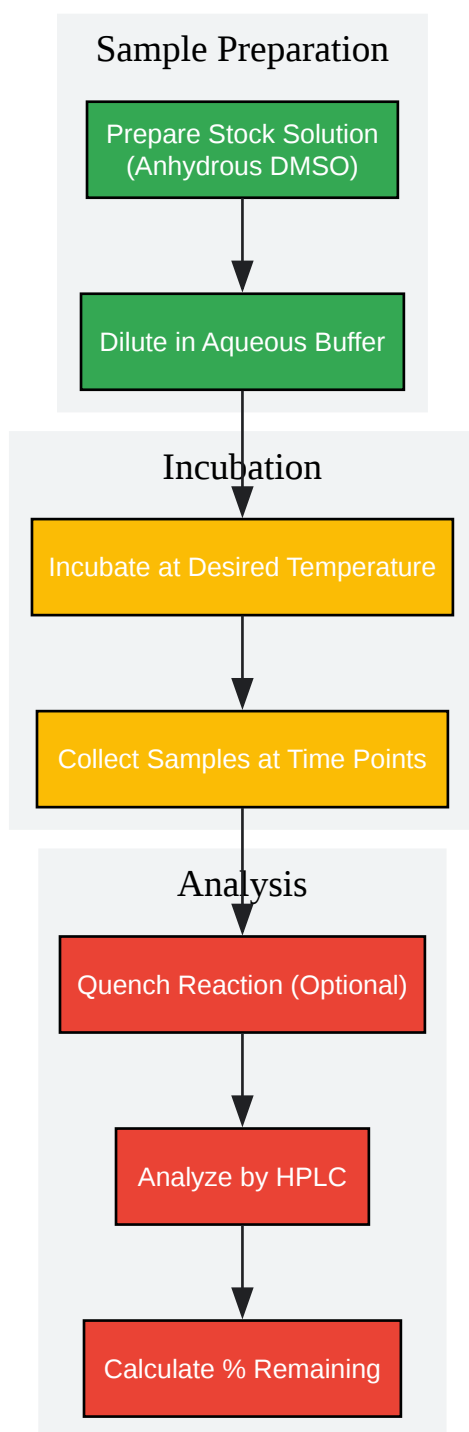 Sample Preparation
Prepare Stock Solution
(Anhydrous DMSO)
Dilute in Aqueous Buffer
Incubation
Incubate at Desired Temperature
Collect Samples at Time Points
Analysis
Quench Reaction (Optional)
Analyze by HPLC
Calculate % Remaining